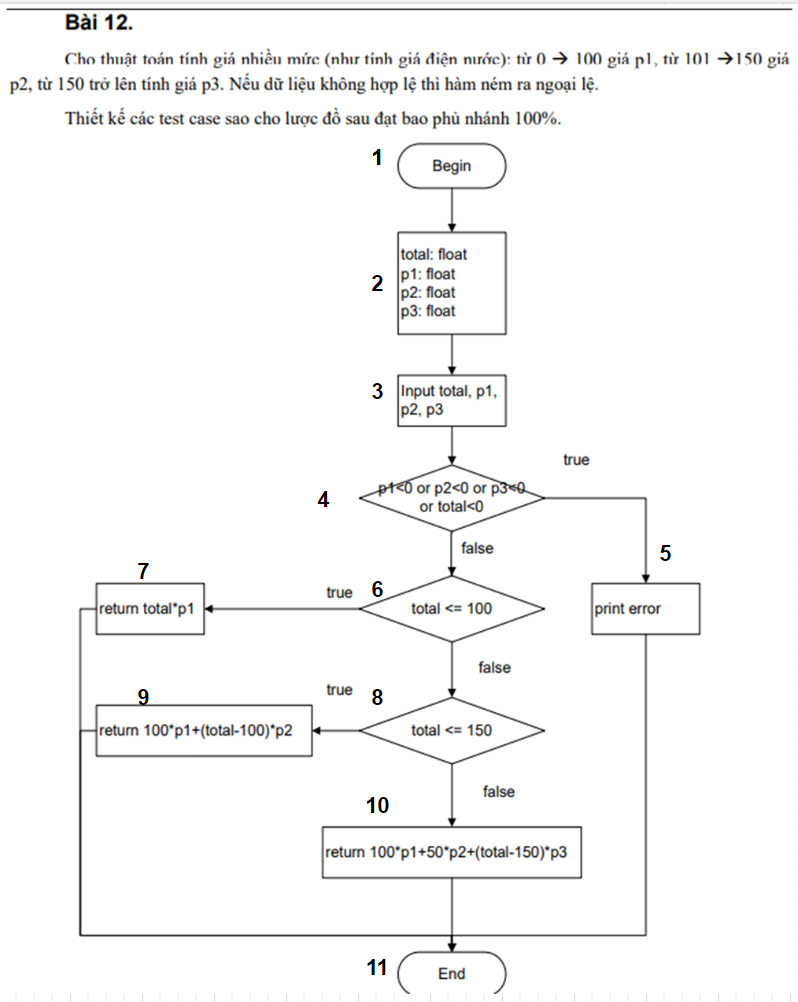 Bài 12.
Cho thuật toán tính giá nhiều mức (như tính giá điện nước): từ 0 → 100 giá p1, từ 101 →150 giá
p2, từ 150 trở lên tính giá p3. Nếu dữ liệu không hợp lệ thì hàm ném ra ngoại lệ.
Thiết kế các test case sao cho lược đồ sau đạt bao phủ nhánh 100%.
1
Begin
2
total: float
p1: float
p2: float
p3: float
3
Input total, p1,
p2, p3
true
4
p1<0 or p2<0 or p3<0
or total<0
false
5
7
true
6
return total*p1
total <= 100
print error
false
9
true
8
return 100*p1+(total-100)*p2
total <= 150
false
10
return 100*p1+50*p2+(total-150)*p3
11
End